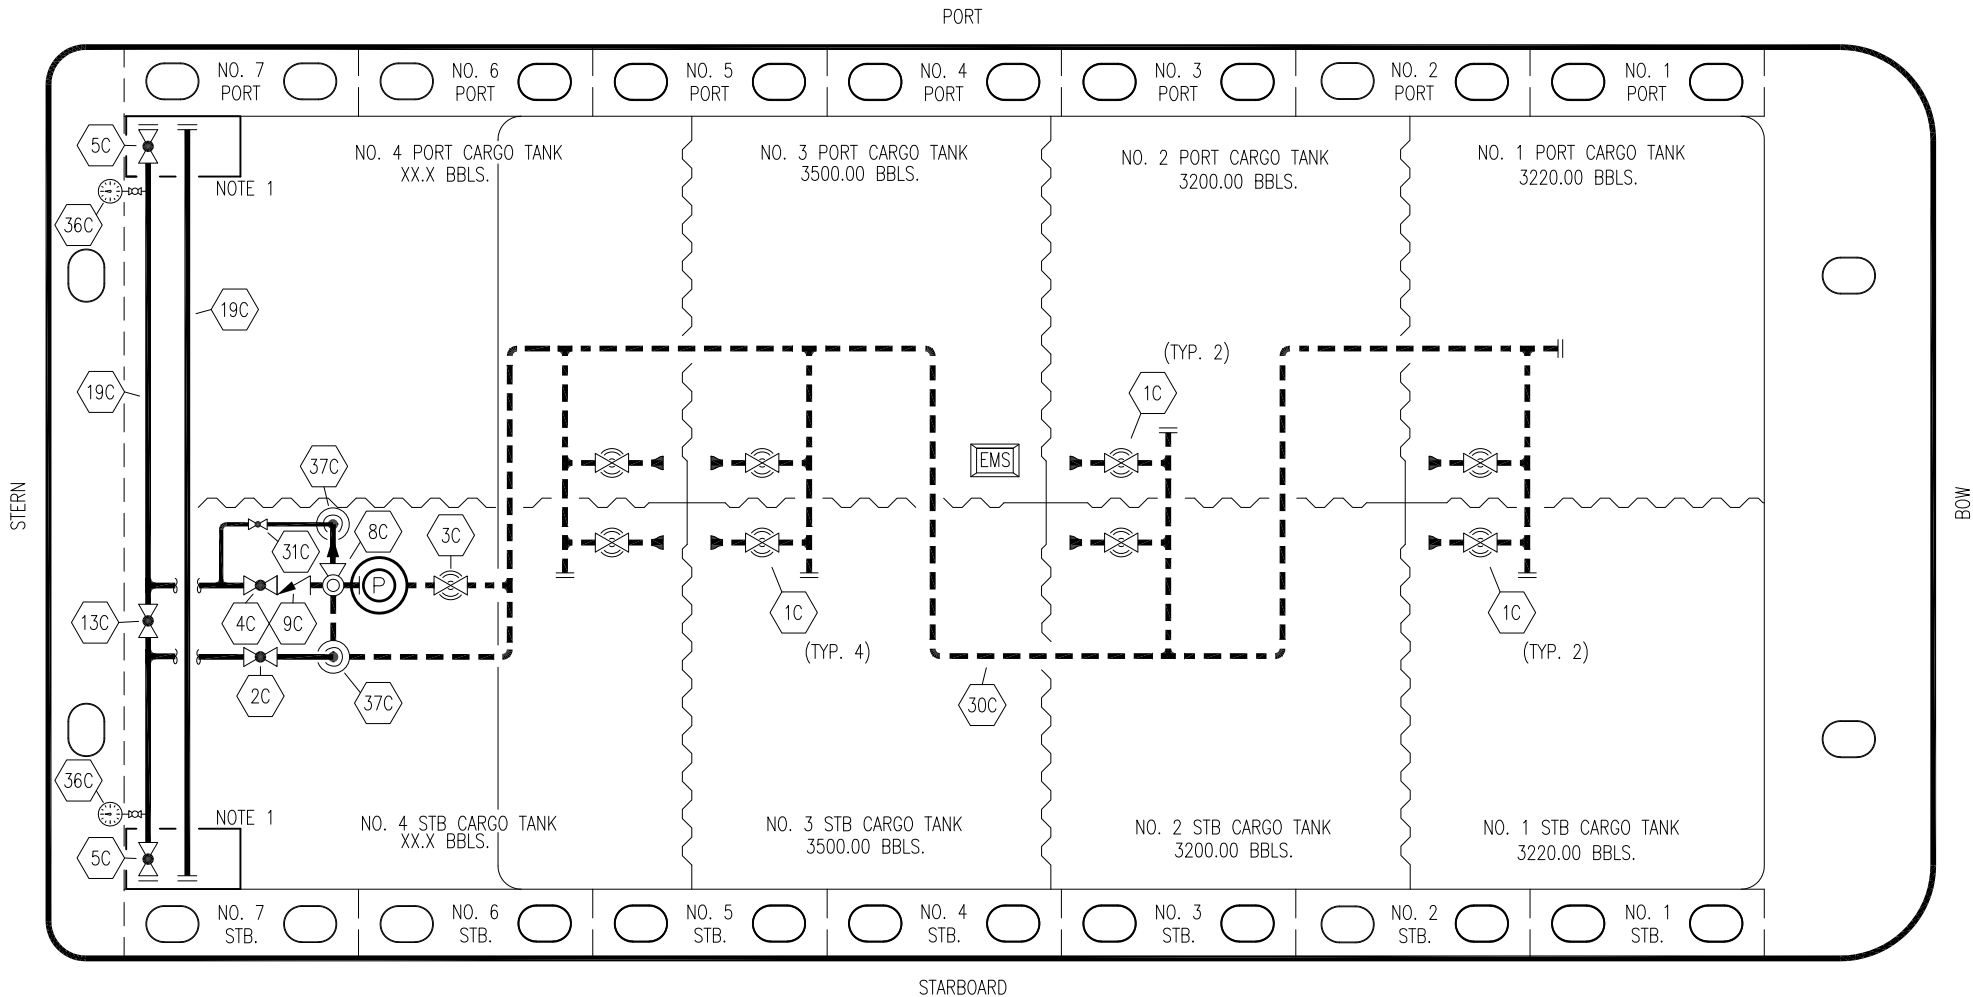 PORT
NO. 7
PORT
NO. 6
PORT
NO. 5
PORT
NO. 4
PORT
NO. 3
PORT
NO. 2
PORT
NO. 1
PORT
5C
NOTE 1
36C
NO. 4 PORT CARGO TANK
XX.X BBLS.
NO. 3 PORT CARGO TANK
3500.00 BBLS.
NO. 2 PORT CARGO TANK
3200.00 BBLS.
NO. 1 PORT CARGO TANK
3220.00 BBLS.
19C
19C
(TYP. 2)
1C
37C
EMS
STERN
BOW
8C
3C
31C
P
13C
4C
9C
1C
(TYP. 4)
1C
(TYP. 2)
2C
37C
30C
36C
NOTE 1
5C
NO. 4 STB CARGO TANK
XX.X BBLS.
NO. 3 STB CARGO TANK
3500.00 BBLS.
NO. 2 STB CARGO TANK
3200.00 BBLS.
NO. 1 STB CARGO TANK
3220.00 BBLS.
NO. 7
STB.
NO. 6
STB.
NO. 5
STB.
NO. 4
STB.
NO. 3
STB.
NO. 2
STB.
NO. 1
STB.
STARBOARD